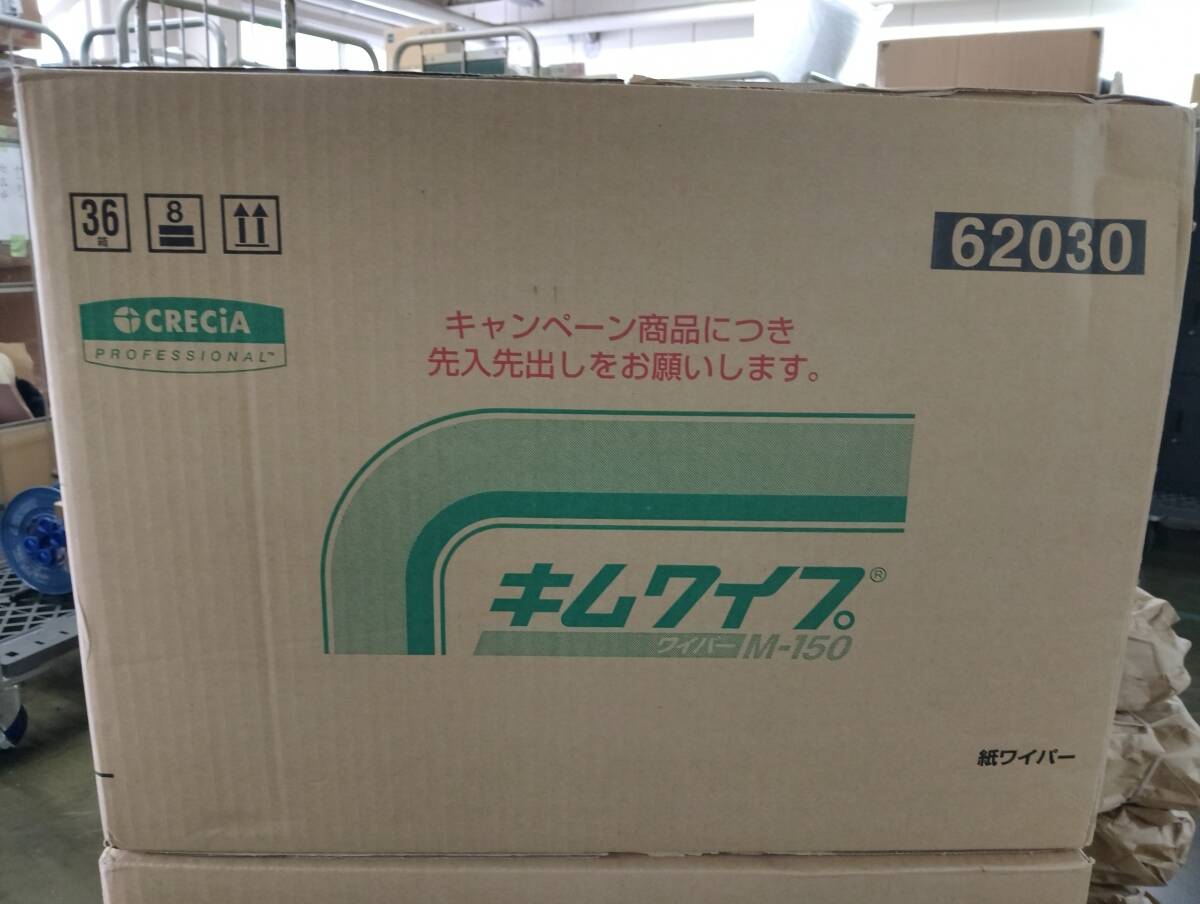 36
箱
8
62030
CRECIA
PROFESSIONAL™
キャンペーン商品につき
先入先出しをお願いします。
キムワイプ®
ワイパー M-150
紙ワイパー